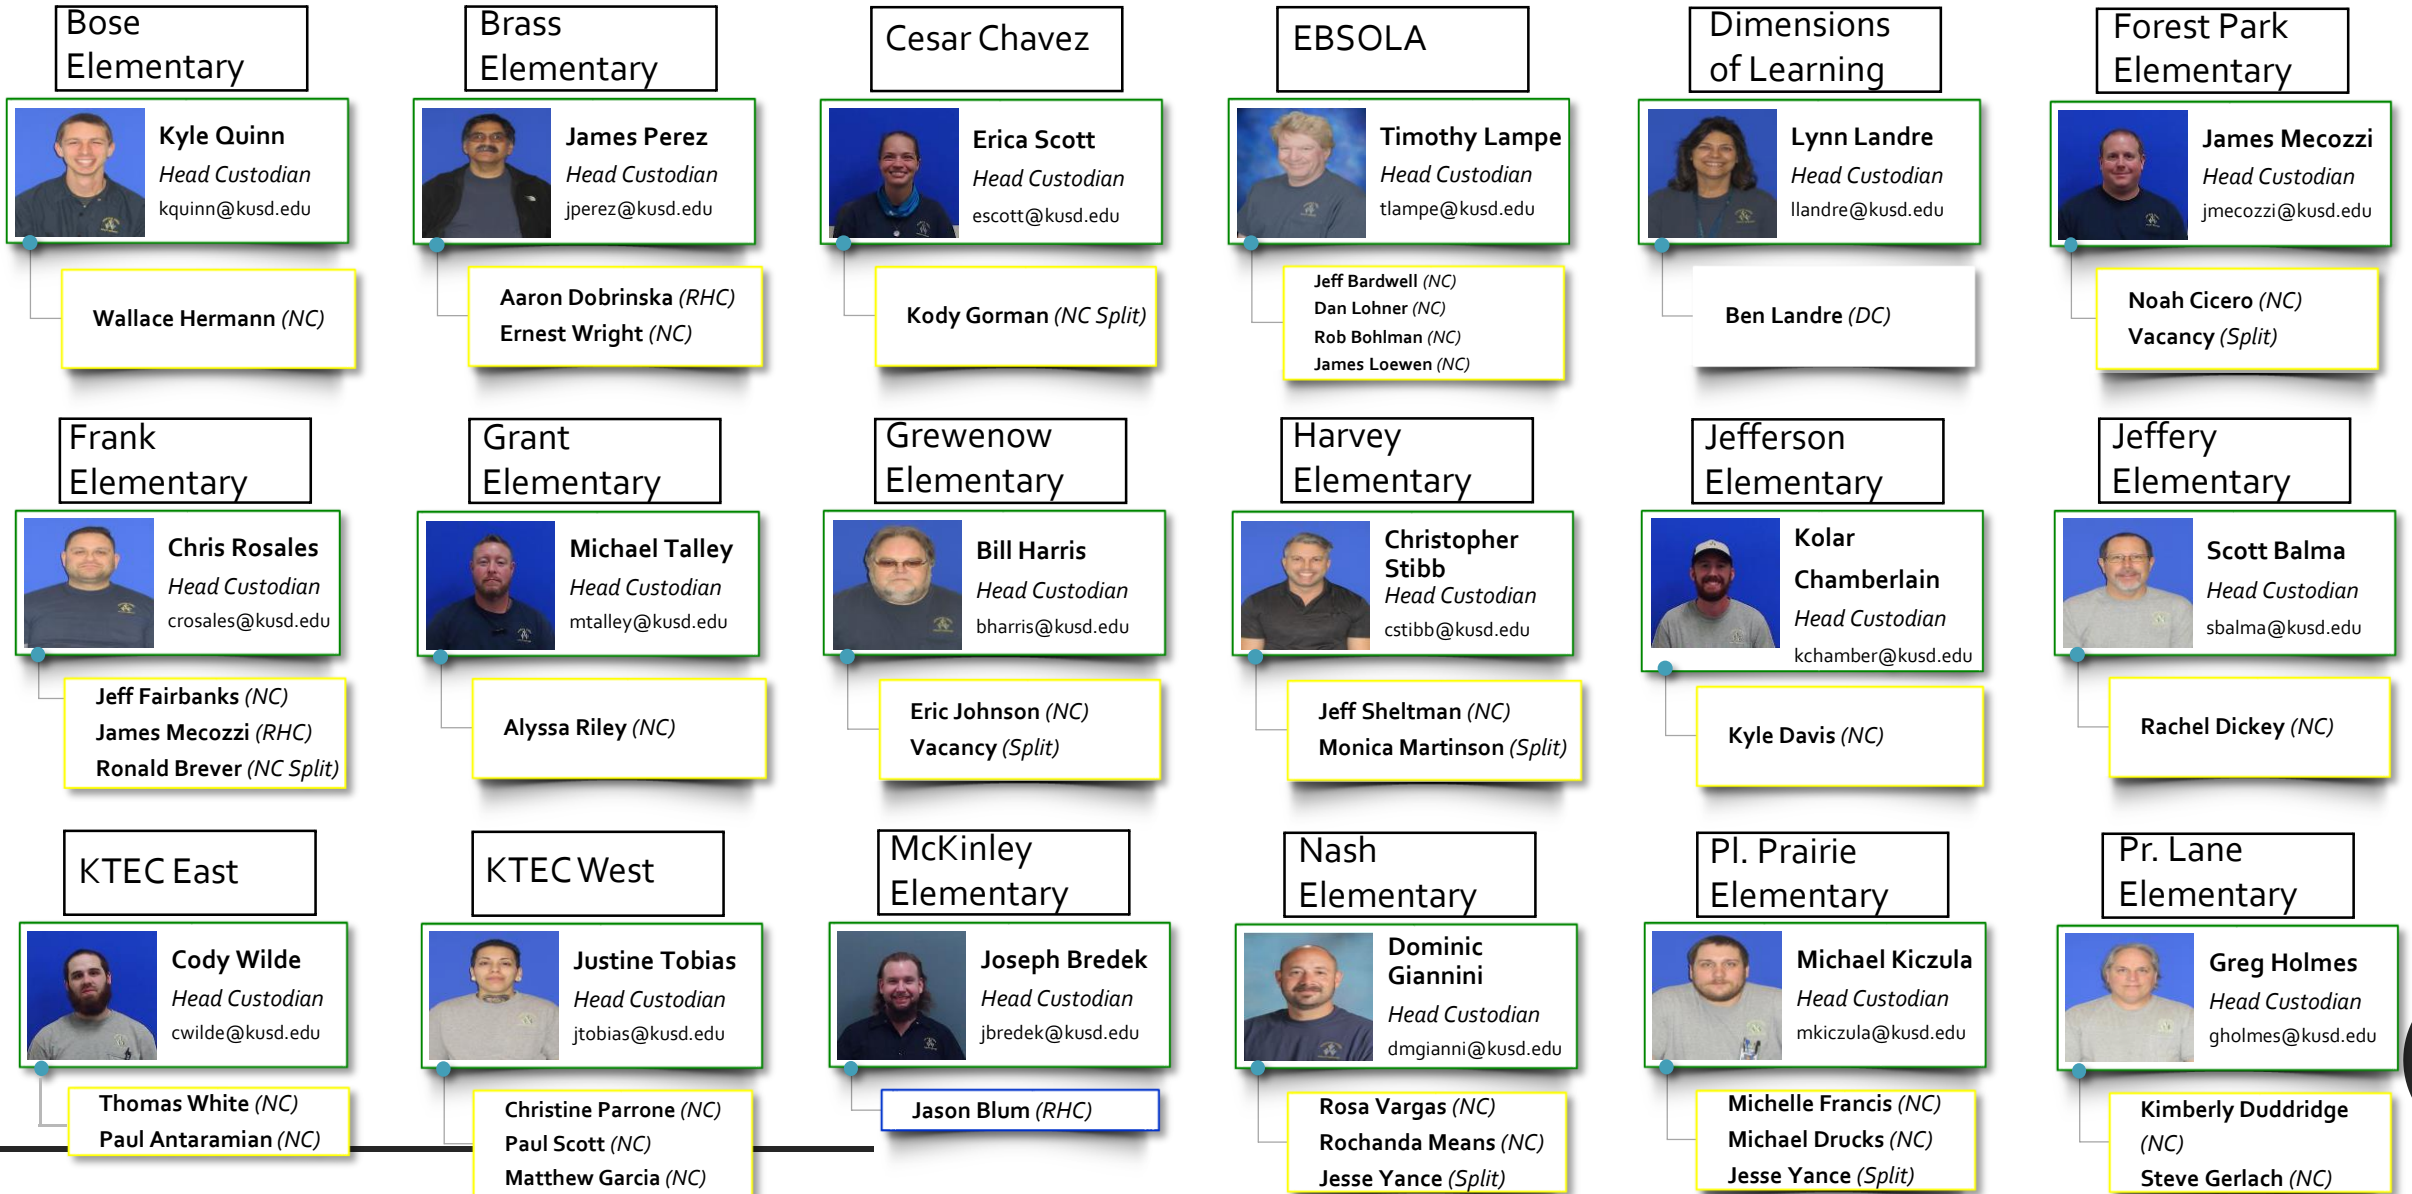 Bose
Elementary
Kyle Quinn
Head Custodian
kquinn@kusd.edu
Wallace Hermann (NC)
Brass
Elementary
James Perez
Head Custodian
jperez@kusd.edu
Aaron Dobrinska (RHC)
Ernest Wright (NC)
Cesar Chavez
Erica Scott
Head Custodian
escott@kusd.edu
Kody Gorman (NC Split)
EBSOLA
Timothy Lampe
Head Custodian
tlampe@kusd.edu
Jeff Bardwell (NC)
Dan Lohner (NC)
Rob Bohlman (NC)
James Loewen (NC)
Dimensions
of Learning
Lynn Landre
Head Custodian
llandre@kusd.edu
Ben Landre (DC)
Forest Park
Elementary
James Mecozzi
Head Custodian
jmecozzi@kusd.edu
Noah Cicero (NC)
Vacancy (Split)
Frank
Elementary
Chris Rosales
Head Custodian
crosales@kusd.edu
Jeff Fairbanks (NC)
James Mecozzi (RHC)
Ronald Brever (NC Split)
Grant
Elementary
Michael Talley
Head Custodian
mtalley@kusd.edu
Alyssa Riley (NC)
Grewenow
Elementary
Bill Harris
Head Custodian
bharris@kusd.edu
Eric Johnson (NC)
Vacancy (Split)
Harvey
Elementary
Christopher
Stibb
Head Custodian
cstibb@kusd.edu
Jeff Sheltman (NC)
Monica Martinson (Split)
Jefferson
Elementary
Kolar
Chamberlain
Head Custodian
kchamber@kusd.edu
Kyle Davis (NC)
Jeffery
Elementary
Scott Balma
Head Custodian
sbalma@kusd.edu
Rachel Dickey (NC)
KTEC East
Cody Wilde
Head Custodian
cwilde@kusd.edu
Thomas White (NC)
Paul Antaramian (NC)
KTEC West
Justine Tobias
Head Custodian
jtobias@kusd.edu
Christine Parrone (NC)
Paul Scott (NC)
Matthew Garcia (NC)
McKinley
Elementary
Joseph Bredek
Head Custodian
jbredek@kusd.edu
Jason Blum (RHC)
Nash
Elementary
Dominic
Giannini
Head Custodian
dmgianni@kusd.edu
Rosa Vargas (NC)
Rochanda Means (NC)
Jesse Yance (Split)
Pl. Prairie
Elementary
Michael Kiczula
Head Custodian
mkiczula@kusd.edu
Michelle Francis (NC)
Michael Drucks (NC)
Jesse Yance (Split)
Pr. Lane
Elementary
Greg Holmes
Head Custodian
gholmes@kusd.edu
Kimberly Duddridge
(NC)
Steve Gerlach (NC)